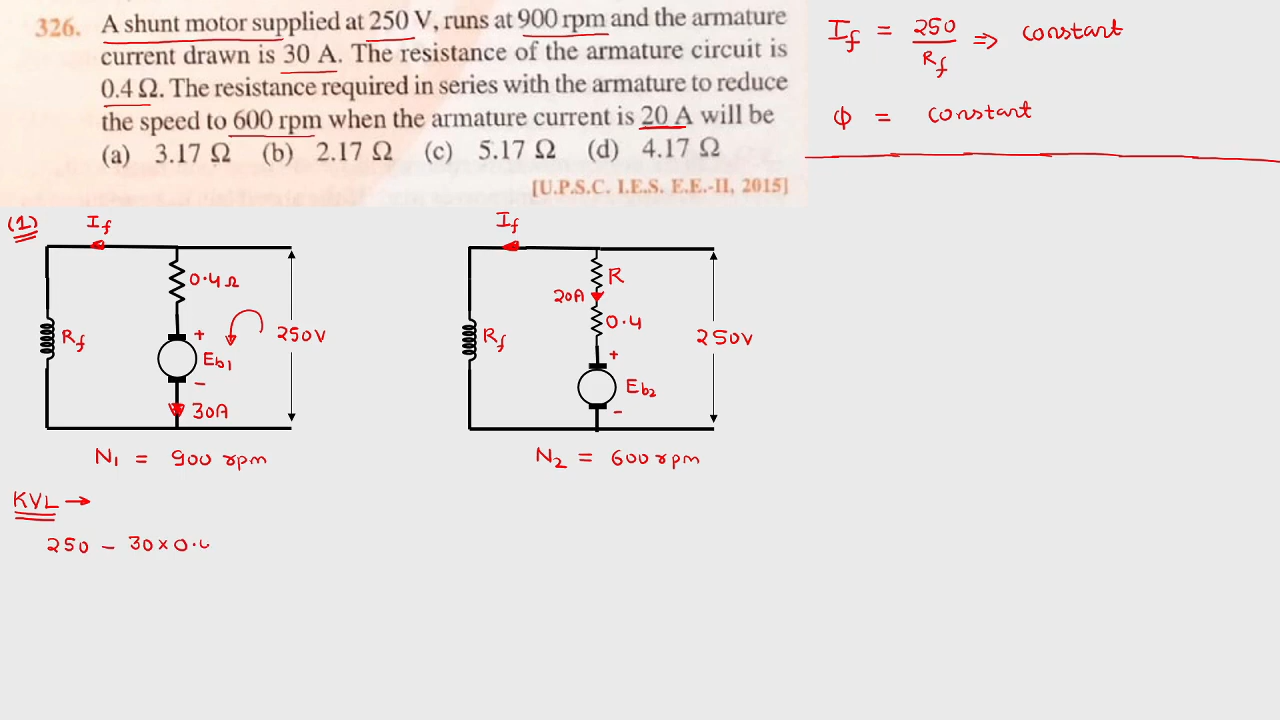 326. A shunt motor supplied at 250 V, runs at 900 rpm and the armature
current drawn is 30 A. The resistance of the armature circuit is
0.4 Ω. The resistance required in series with the armature to reduce
the speed to 600 rpm when the armature current is 20 A will be
(a) 3.17 Ω (b) 2.17 Ω (c) 5.17 Ω (d) 4.17 Ω
[U.P.S.C. I.E.S. E.E.-II, 2015]
If = 250/Rf ⇒ constant
φ = constant
(1)
If
0.4Ω
Rf
+
Eb1
-
250V
30A
N1 = 900 rpm
KVL →
250 - 30×0.4
If
R
20A
0.4
Rf
+
Eb2
-
250V
N2 = 600 rpm